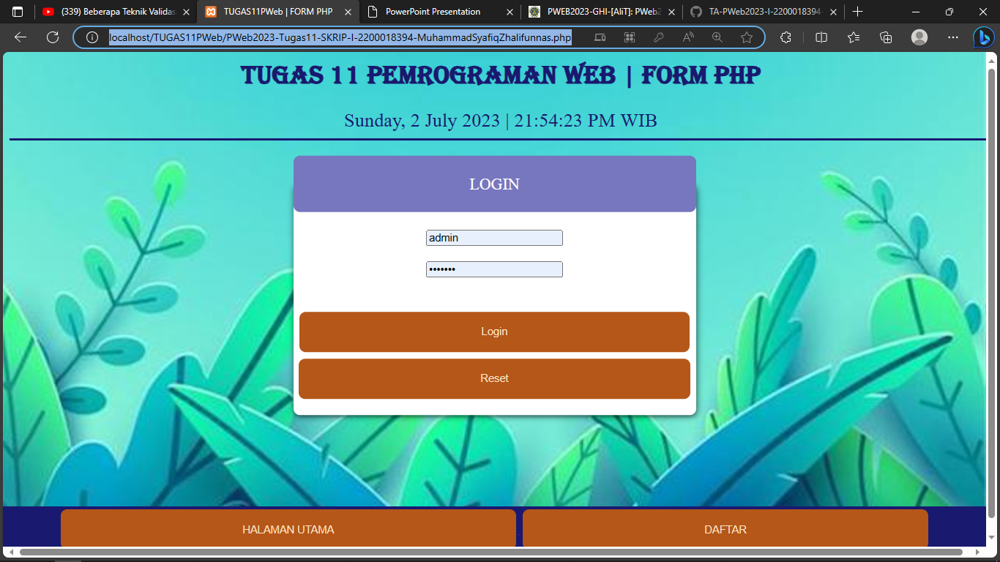 (339) Beberapa Teknik Validas
TUGAS11PWeb | FORM PHP
PowerPoint Presentation
PWEB2023-GHI-[AliT]: PWeb2
TA-PWeb2023-I-2200018394-
localhost/TUGAS11PWeb/PWeb2023-Tugas11-SKRIP-I-2200018394-MuhammadSyafiqZhalifunnas.php
TUGAS 11 PEMROGRAMAN WEB | FORM PHP
Sunday, 2 July 2023 | 21:54:23 PM WIB
LOGIN
admin
•••••••
Login
Reset
HALAMAN UTAMA
DAFTAR